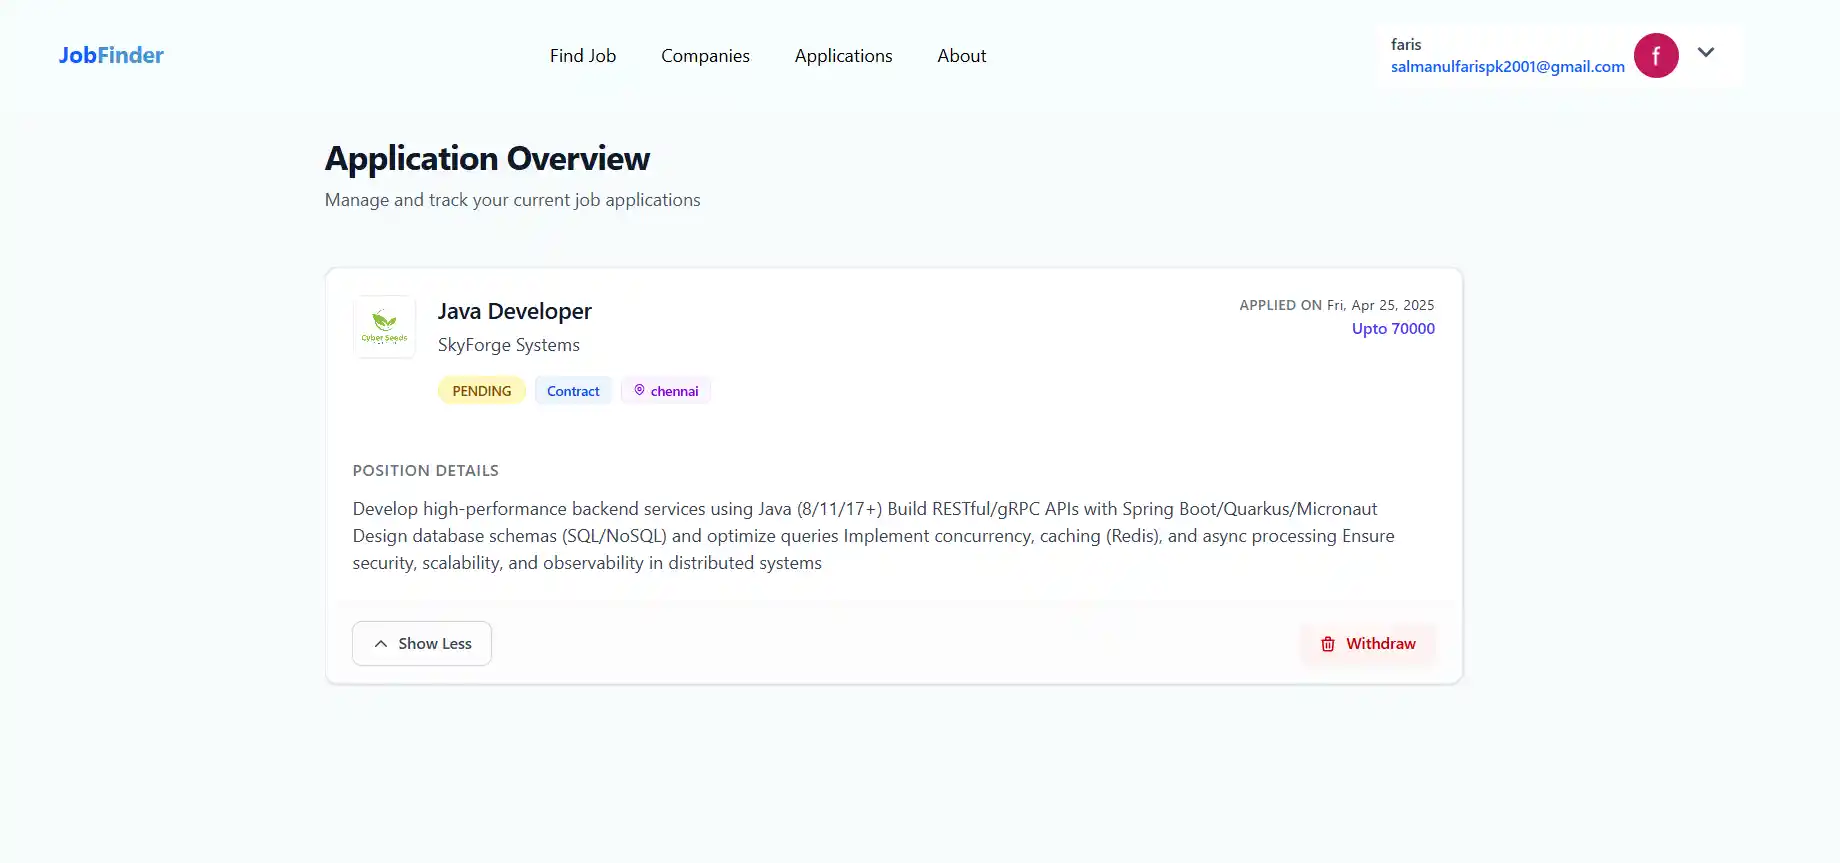 JobFinder
Find Job
Companies
Applications
About
faris
salmanulfarispk2001@gmail.com
f
Application Overview
Manage and track your current job applications
Cyber Seeds
Java Developer
SkyForge Systems
APPLIED ON Fri, Apr 25, 2025
Upto 70000
PENDING
Contract
chennai
POSITION DETAILS
Develop high-performance backend services using Java (8/11/17+) Build RESTful/gRPC APIs with Spring Boot/Quarkus/Micronaut
Design database schemas (SQL/NoSQL) and optimize queries Implement concurrency, caching (Redis), and async processing Ensure
security, scalability, and observability in distributed systems
Show Less
Withdraw